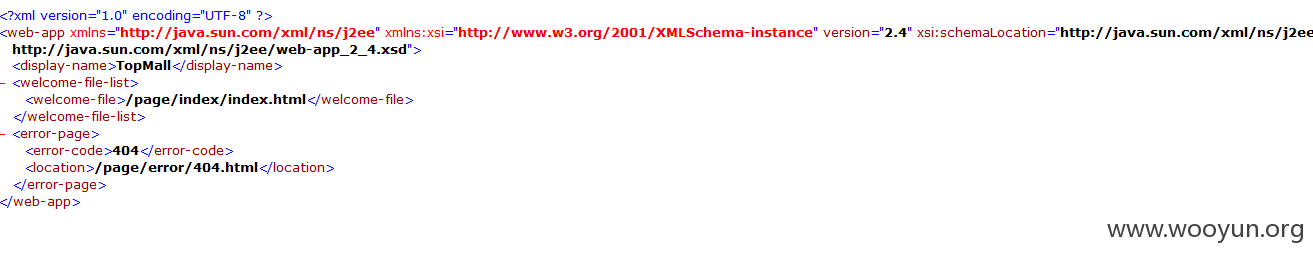 <?xml version="1.0" encoding="UTF-8" ?>
<web-app xmlns="http://java.sun.com/xml/ns/j2ee" xmlns:xsi="http://www.w3.org/2001/XMLSchema-instance" version="2.4" xsi:schemaLocation="http://java.sun.com/xml/ns/j2ee
http://java.sun.com/xml/ns/j2ee/web-app_2_4.xsd">
<display-name>TopMall</display-name>
- <welcome-file-list>
<welcome-file>/page/index/index.html</welcome-file>
</welcome-file-list>
- <error-page>
<error-code>404</error-code>
<location>/page/error/404.html</location>
</error-page>
</web-app>
www.wooyun.org